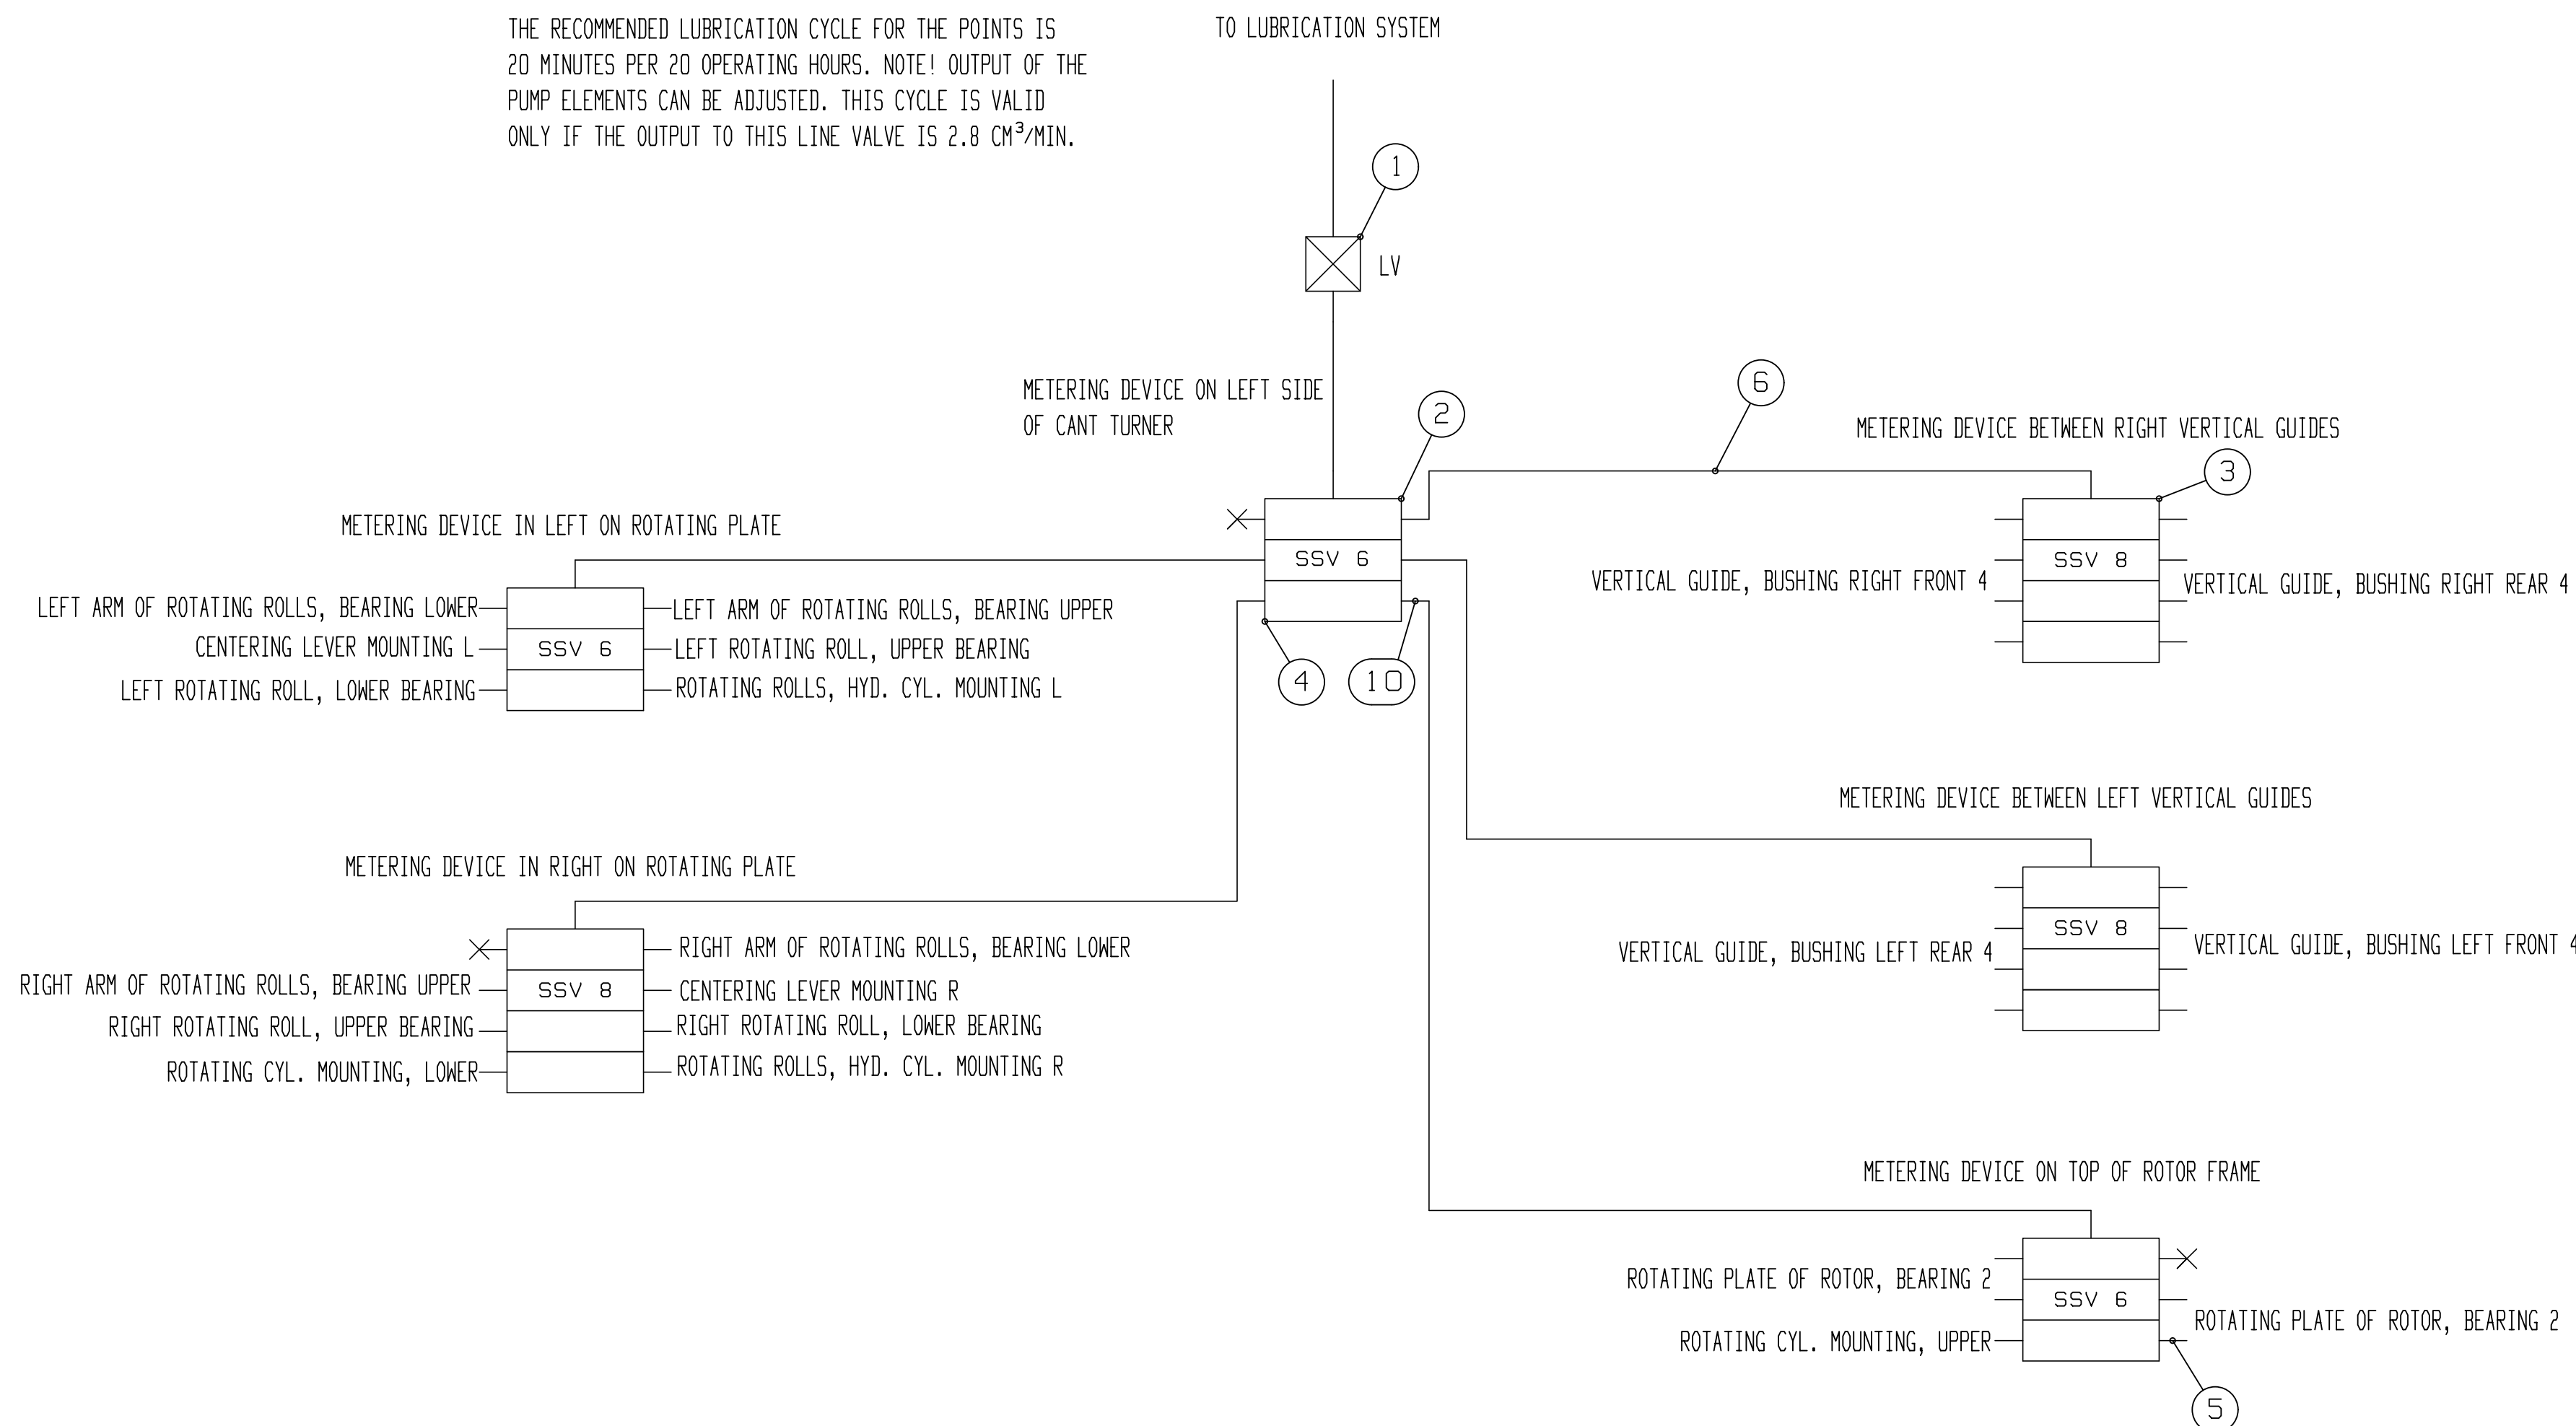 THE RECOMMENDED LUBRICATION CYCLE FOR THE POINTS IS
20 MINUTES PER 20 OPERATING HOURS. NOTE! OUTPUT OF THE
PUMP ELEMENTS CAN BE ADJUSTED. THIS CYCLE IS VALID
ONLY IF THE OUTPUT TO THIS LINE VALVE IS 2.8 CM³/MIN.
TO LUBRICATION SYSTEM
1
LV
METERING DEVICE ON LEFT SIDE
OF CANT TURNER
2
6
METERING DEVICE BETWEEN RIGHT VERTICAL GUIDES
3
SSV 6
4
10
VERTICAL GUIDE, BUSHING RIGHT FRONT 4
SSV 8
VERTICAL GUIDE, BUSHING RIGHT REAR 4
METERING DEVICE IN LEFT ON ROTATING PLATE
LEFT ARM OF ROTATING ROLLS, BEARING LOWER
CENTERING LEVER MOUNTING L
LEFT ROTATING ROLL, LOWER BEARING
SSV 6
LEFT ARM OF ROTATING ROLLS, BEARING UPPER
LEFT ROTATING ROLL, UPPER BEARING
ROTATING ROLLS, HYD. CYL. MOUNTING L
METERING DEVICE BETWEEN LEFT VERTICAL GUIDES
VERTICAL GUIDE, BUSHING LEFT REAR 4
SSV 8
VERTICAL GUIDE, BUSHING LEFT FRONT 4
METERING DEVICE IN RIGHT ON ROTATING PLATE
RIGHT ARM OF ROTATING ROLLS, BEARING UPPER
RIGHT ROTATING ROLL, UPPER BEARING
ROTATING CYL. MOUNTING, LOWER
SSV 8
RIGHT ARM OF ROTATING ROLLS, BEARING LOWER
CENTERING LEVER MOUNTING R
RIGHT ROTATING ROLL, LOWER BEARING
ROTATING ROLLS, HYD. CYL. MOUNTING R
METERING DEVICE ON TOP OF ROTOR FRAME
ROTATING PLATE OF ROTOR, BEARING 2
ROTATING CYL. MOUNTING, UPPER
SSV 6
ROTATING PLATE OF ROTOR, BEARING 2
5